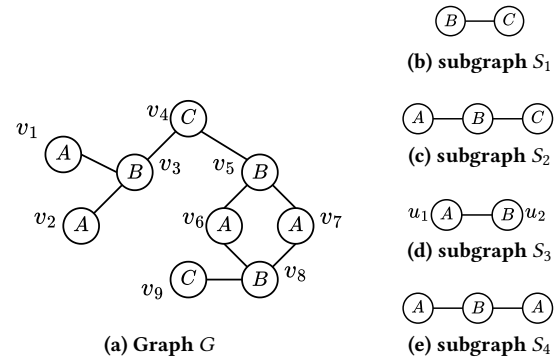 B C
(b) subgraph S₁
v₄ C
A B C
v₁ A
(c) subgraph S₂
B v₃ v₅ B
v₂ A v₆ A A v₇
u₁ A B u₂
(d) subgraph S₃
v₉ C B v₈
A B A
(a) Graph G
(e) subgraph S₄